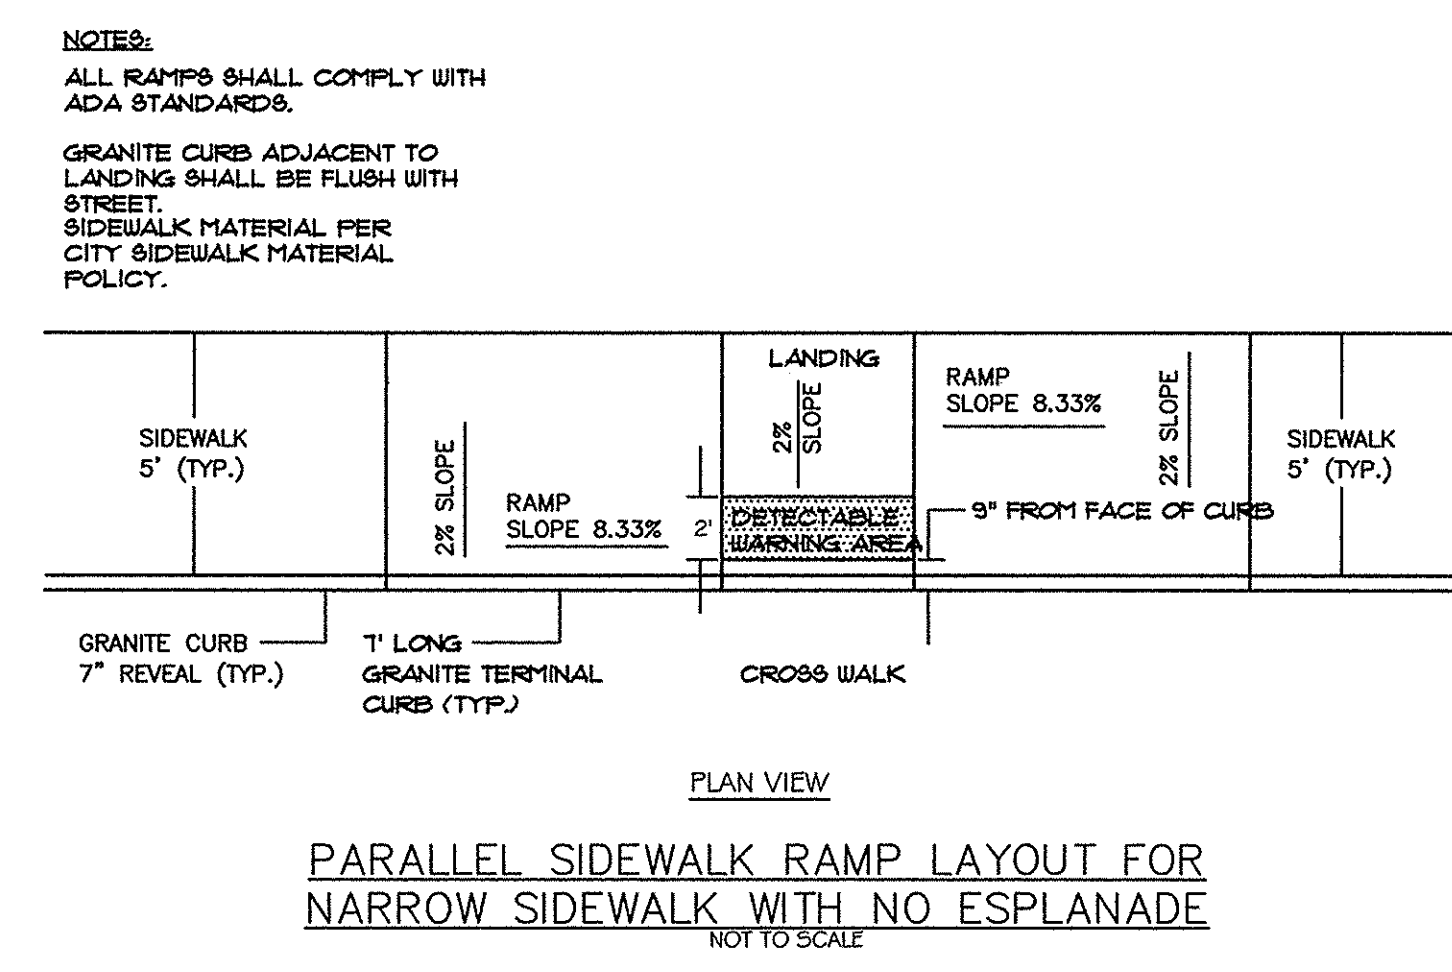 NOTES:
ALL RAMPS SHALL COMPLY WITH
ADA STANDARDS.
GRANITE CURB ADJACENT TO
LANDING SHALL BE FLUSH WITH
STREET.
SIDEWALK MATERIAL PER
CITY SIDEWALK MATERIAL
POLICY.
SIDEWALK
5' (TYP.)
2% SLOPE
RAMP
SLOPE 8.33%
2'
LANDING
2%
SLOPE
DETECTABLE
WARNING AREA
RAMP
SLOPE 8.33%
2% SLOPE
9" FROM FACE OF CURB
SIDEWALK
5' (TYP.)
GRANITE CURB
7" REVEAL (TYP.)
7' LONG
GRANITE TERMINAL
CURB (TYP.)
CROSS WALK
PLAN VIEW
PARALLEL SIDEWALK RAMP LAYOUT FOR
NARROW SIDEWALK WITH NO ESPLANADE
NOT TO SCALE